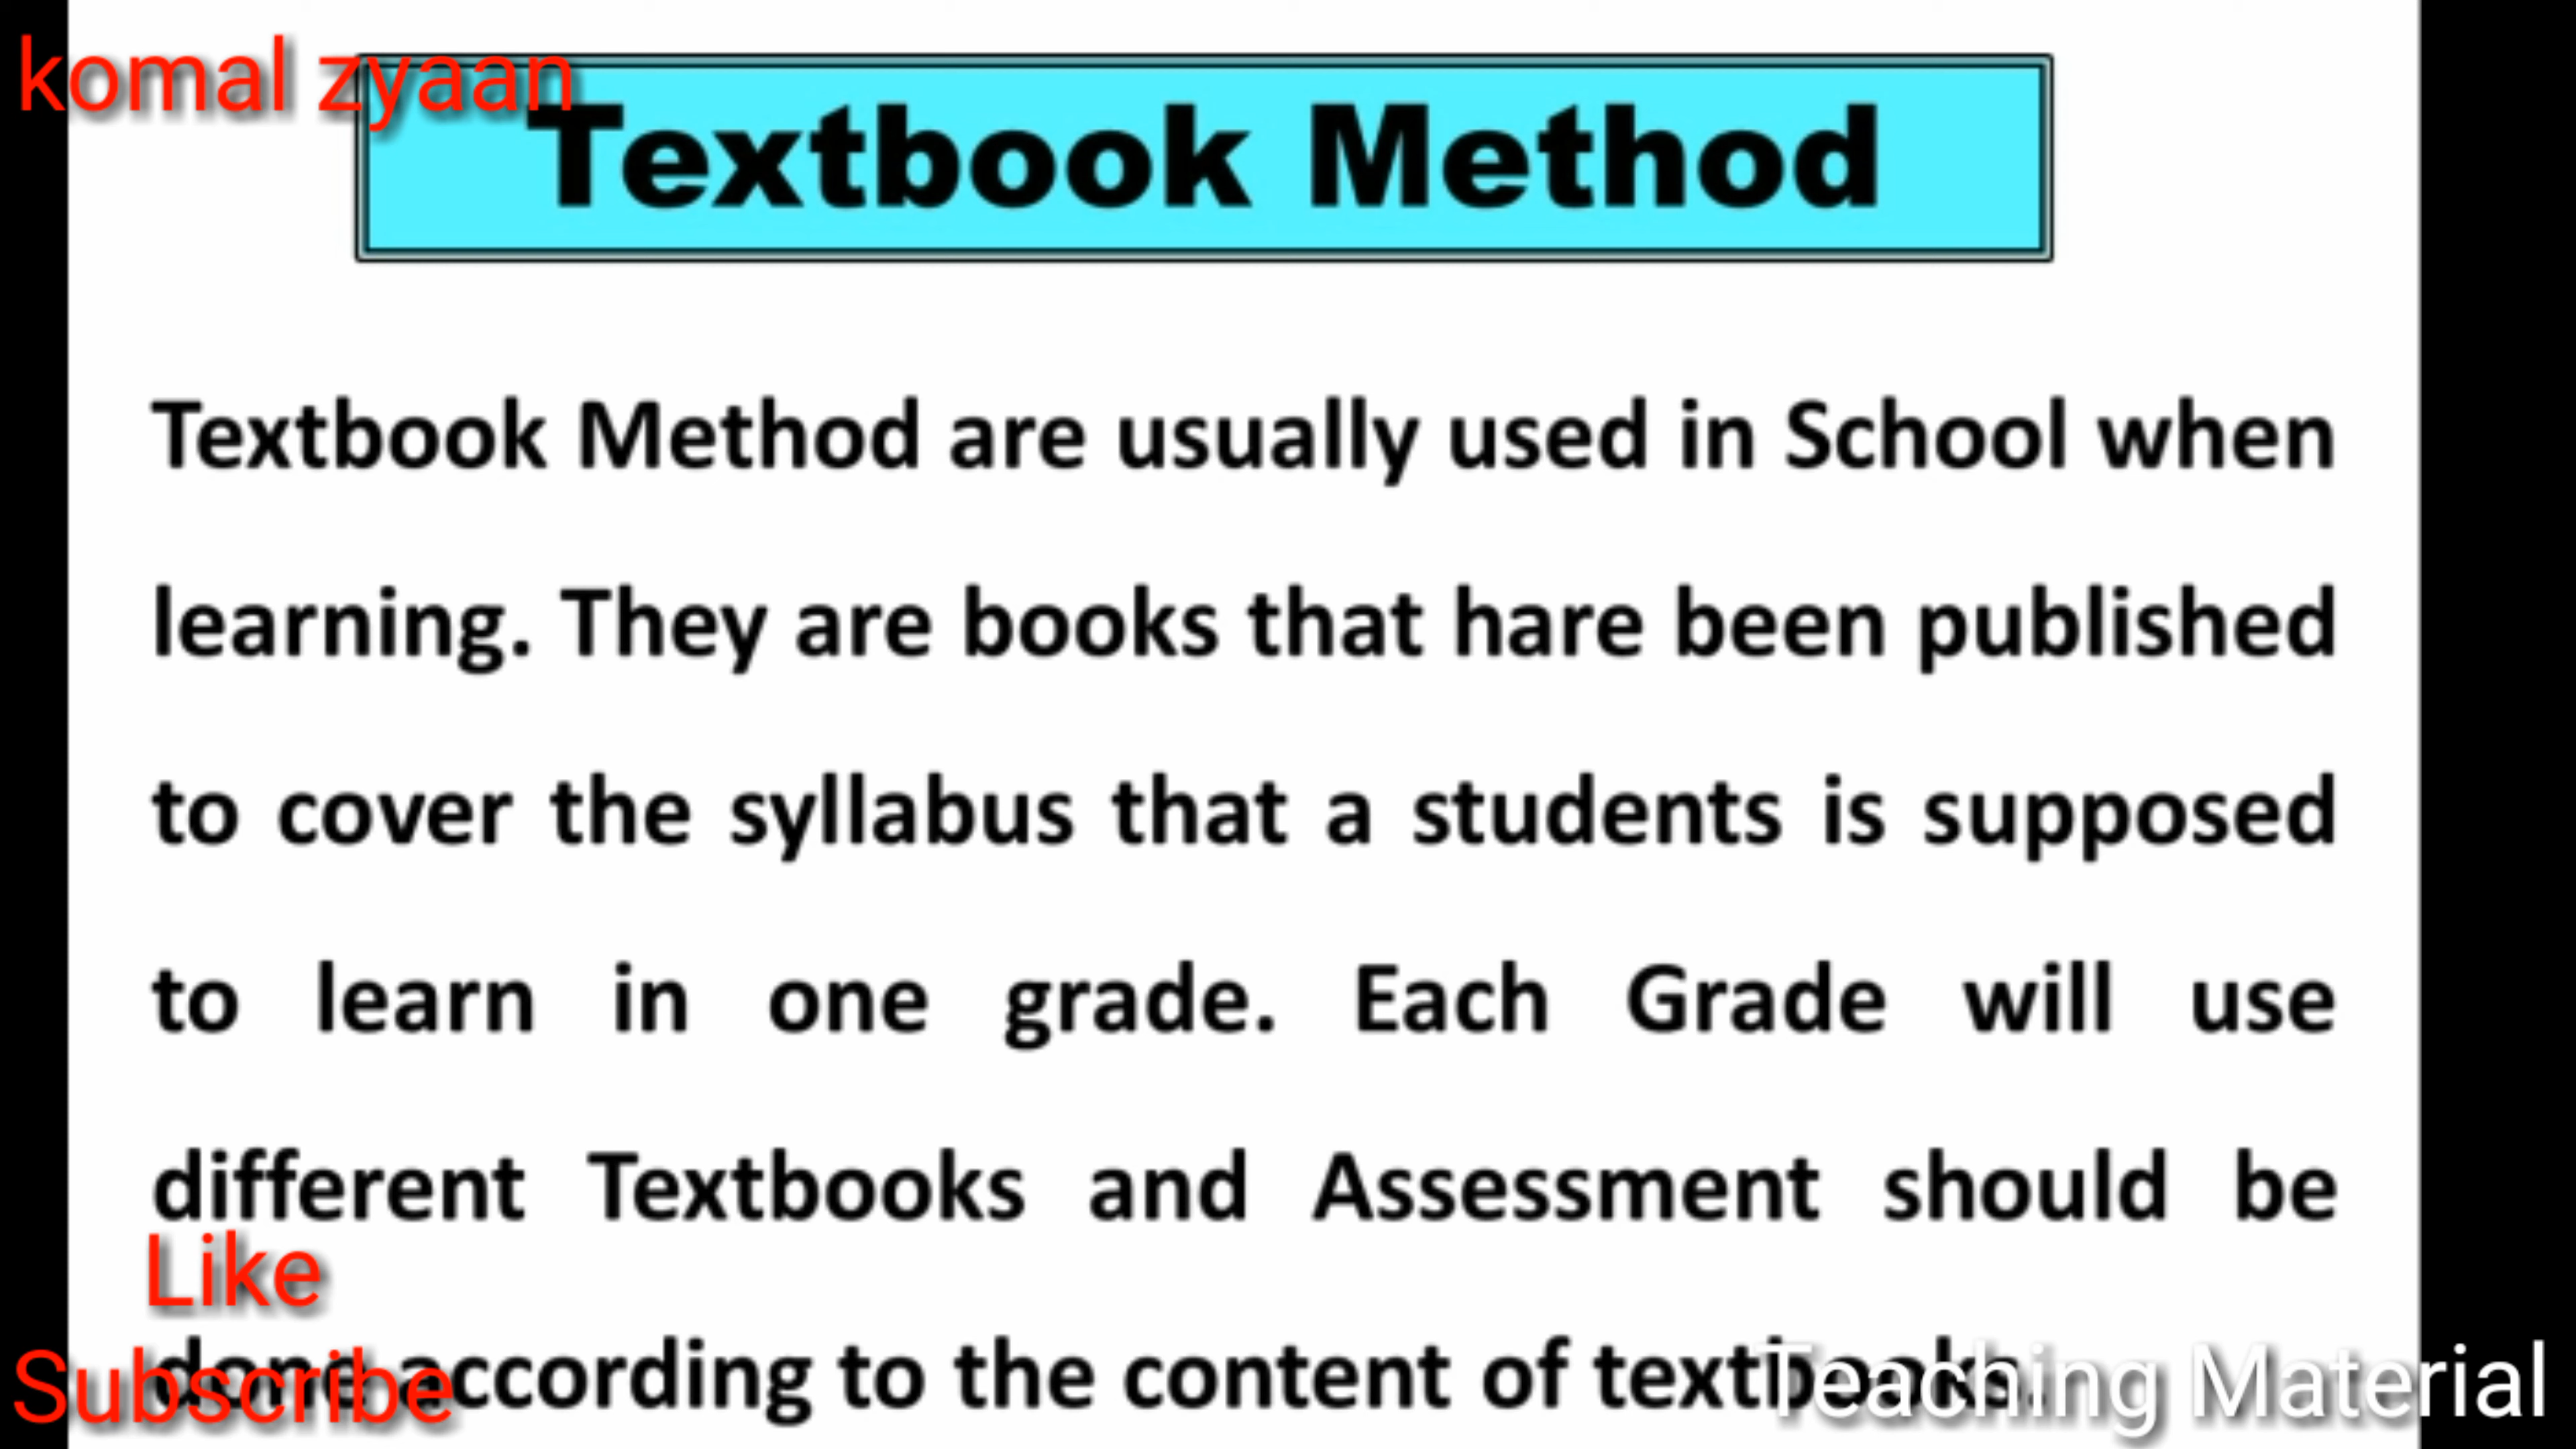 komal zyaan
Textbook Method
Textbook Method are usually used in School when
learning. They are books that hare been published
to cover the syllabus that a students is supposed
to learn in one grade. Each Grade will use
different Textbooks and Assessment should be
Like
done according to the content of textbooks.
Subscribe
Teaching Material